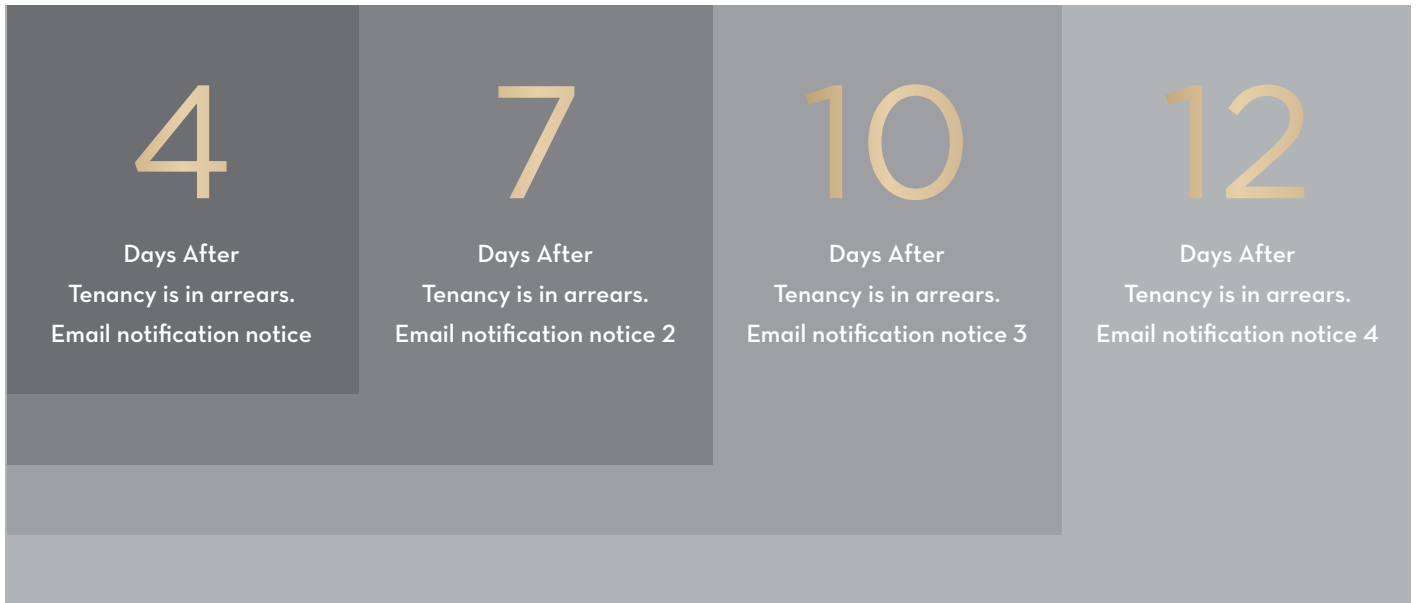 4
Days After
Tenancy is in arrears.
Email notification notice
7
Days After
Tenancy is in arrears.
Email notification notice 2
10
Days After
Tenancy is in arrears.
Email notification notice 3
12
Days After
Tenancy is in arrears.
Email notification notice 4